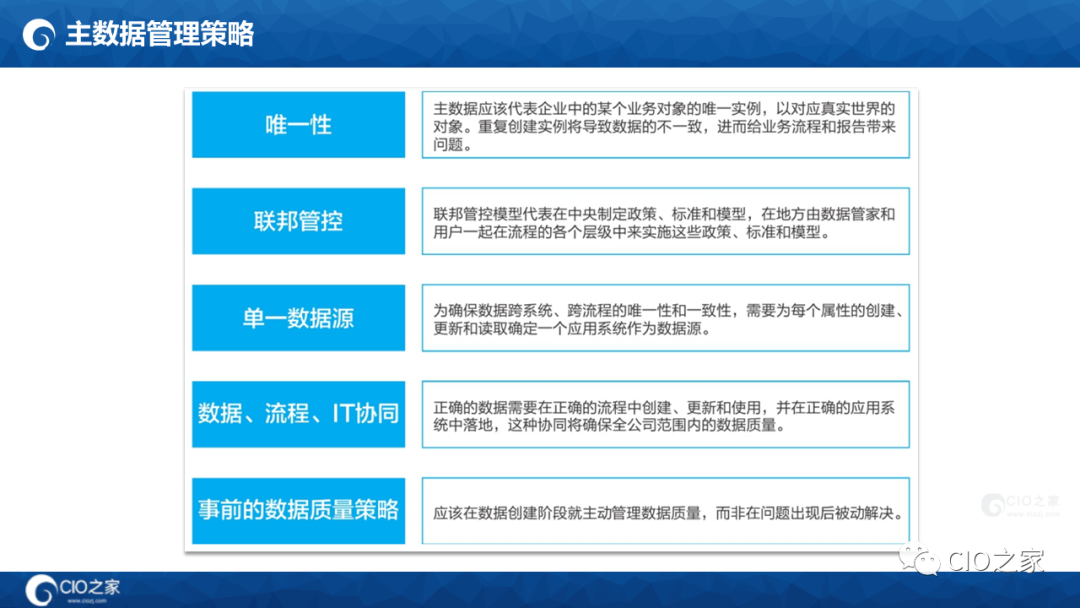 主数据管理策略
唯一性
主数据应该代表企业中的某个业务对象的唯一实例，以对应真实世界的
对象。重复创建实例将导致数据的不一致，进而给业务流程和报告带来
问题。
联邦管控
联邦管控模型代表在中央制定政策、标准和模型，在地方由数据管家和
用户一起在流程的各个层级中来实施这些政策、标准和模型。
单一数据源
为确保数据跨系统、跨流程的唯一性和一致性，需要为每个属性的创建、
更新和读取确定一个应用系统作为数据源。
数据、流程、IT协同
正确的数据需要在正确的流程中创建、更新和使用，并在正确的应用系
统中落地，这种协同将确保全公司范围内的数据质量。
事前的数据质量策略
应该在数据创建阶段就主动管理数据质量，而非在问题出现后被动解决。
CIO之家
www.ciozj.com
CIO之家
CIO之家
www.ciozj.com